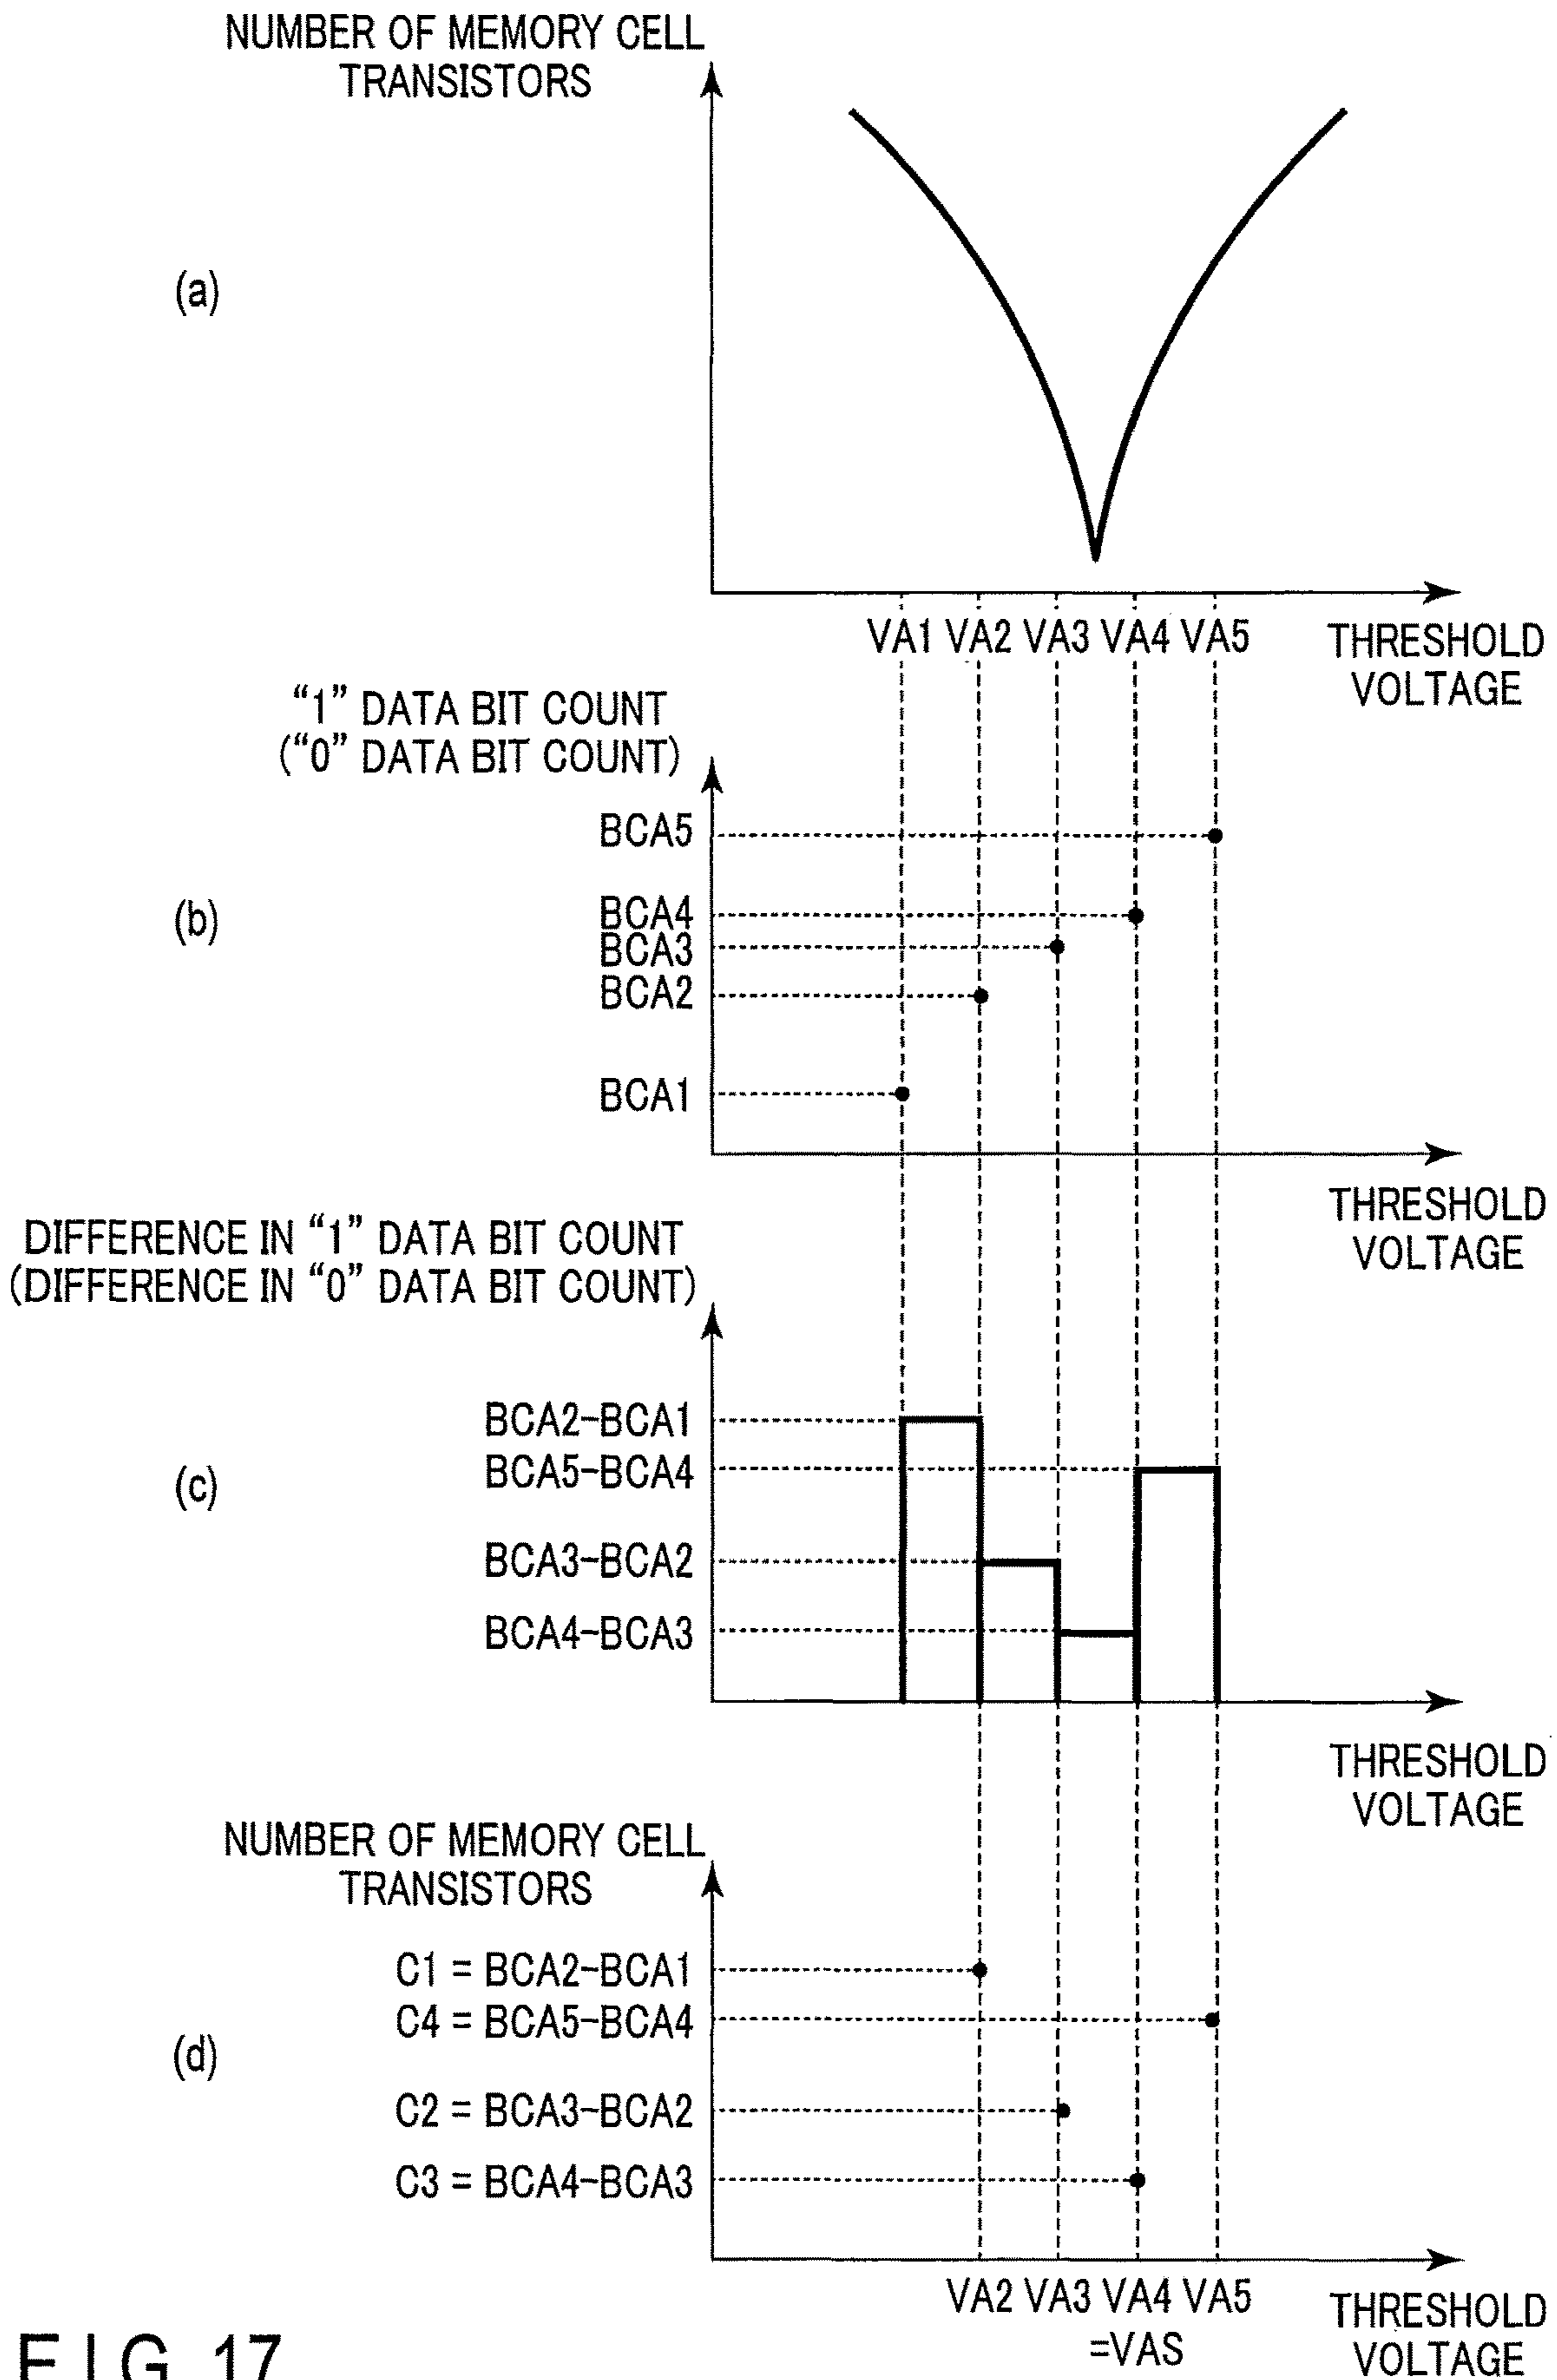 NUMBER OF MEMORY CELL
TRANSISTORS
(a)
VA1 VA2 VA3 VA4 VA5
THRESHOLD
VOLTAGE
“1” DATA BIT COUNT
(“0” DATA BIT COUNT)
BCA5
BCA4
BCA3
BCA2
BCA1
(b)
THRESHOLD
VOLTAGE
DIFFERENCE IN “1” DATA BIT COUNT
(DIFFERENCE IN “0” DATA BIT COUNT)
BCA2-BCA1
BCA5-BCA4
(c)
BCA3-BCA2
BCA4-BCA3
THRESHOLD
VOLTAGE
NUMBER OF MEMORY CELL
TRANSISTORS
C1 = BCA2-BCA1
C4 = BCA5-BCA4
(d)
C2 = BCA3-BCA2
C3 = BCA4-BCA3
VA2 VA3 VA4 VA5
=VAS
THRESHOLD
VOLTAGE
FIG. 17